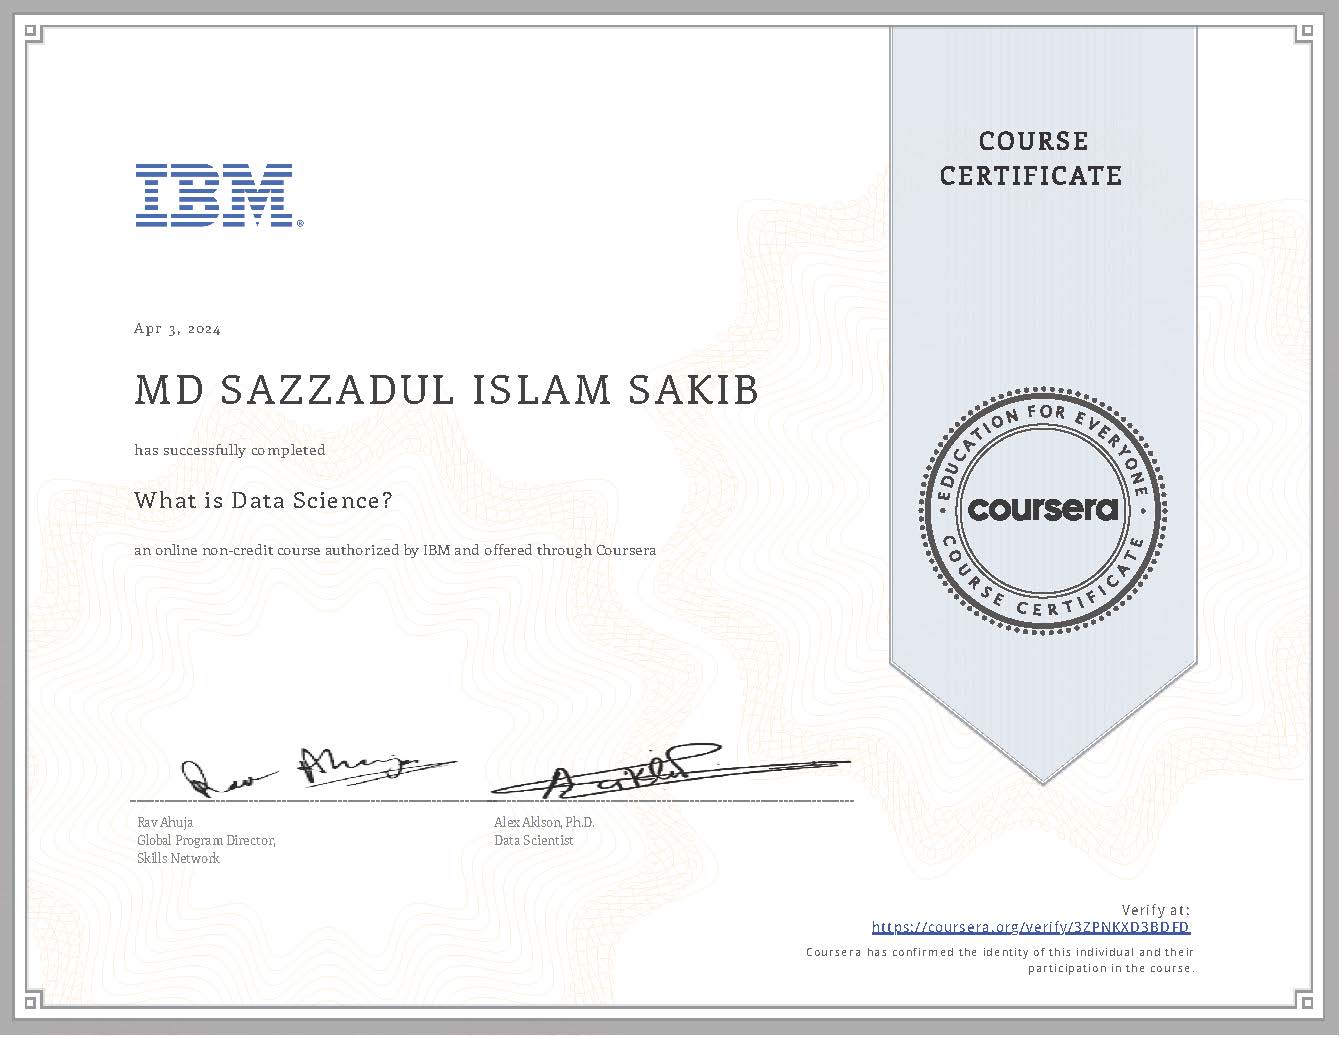 COURSE
CERTIFICATE
IBM®
Apr 3, 2024
MD SAZZADUL ISLAM SAKIB
has successfully completed
What is Data Science?
an online non-credit course authorized by IBM and offered through Coursera
EDUCATION FOR EVERYONE
coursera
COURSE CERTIFICATE
Rav Ahuja
Rav Ahuja
Global Program Director,
Skills Network
Alex Aklson, Ph.D.
Data Scientist
Verify at:
https://coursera.org/verify/3ZPNKXD3BDFD
Coursera has confirmed the identity of this individual and their
participation in the course.